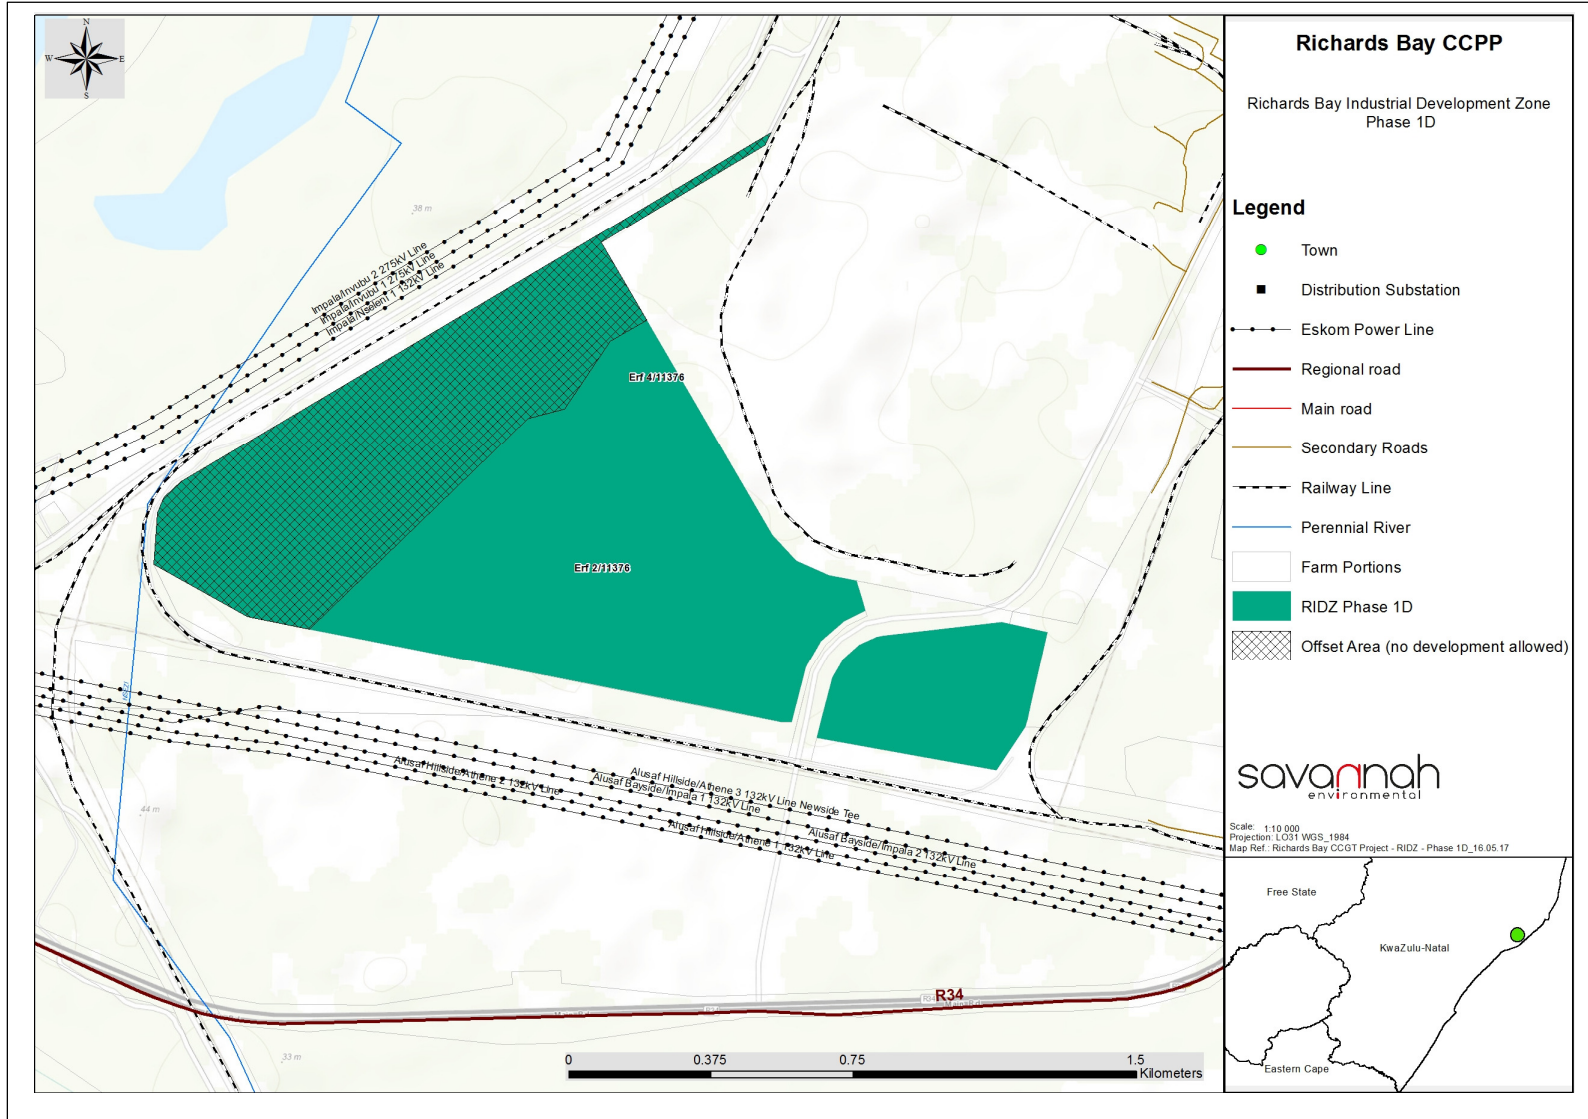 N
W
E
S
38 m
Impala/Invubu 2 275kV Line
Impala/Invubu 1 275kV Line
Impala/Nseleni 1 132kV Line
Erf 4/11376
Erf 2/11376
Alusaf Hillside/Athene 2 132kV Line
Alusaf Hillside/Athene 3 132kV Line Newside Tee
Alusaf Bayside/Impala 1 132kV Line
Alusaf Hillside/Athene 1 132kV Line
Alusaf Bayside/Impala 2 132kV Line
44 m
R34
R34
33 m
0
0.375
0.75
1.5
Kilometers
Richards Bay CCPP
Richards Bay Industrial Development Zone
Phase 1D
Legend
Town
Distribution Substation
Eskom Power Line
Regional road
Main road
Secondary Roads
Railway Line
Perennial River
Farm Portions
RIDZ Phase 1D
Offset Area (no development allowed)
savannah
environmental
Scale: 1:10 000
Projection: LO31 WGS_1984
Map Ref.: Richards Bay CCGT Project - RIDZ - Phase 1D_16.05.17
Free State
KwaZulu-Natal
Eastern Cape